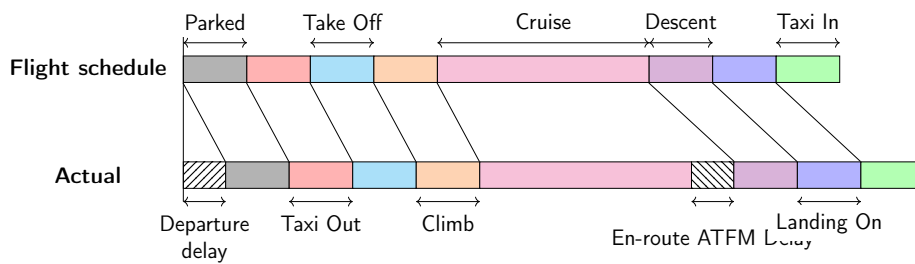 Parked
Take Off
Cruise
Descent
Taxi In
Flight schedule
Actual
Departure
delay
Taxi Out
Climb
En-route ATFM Delay
Landing On